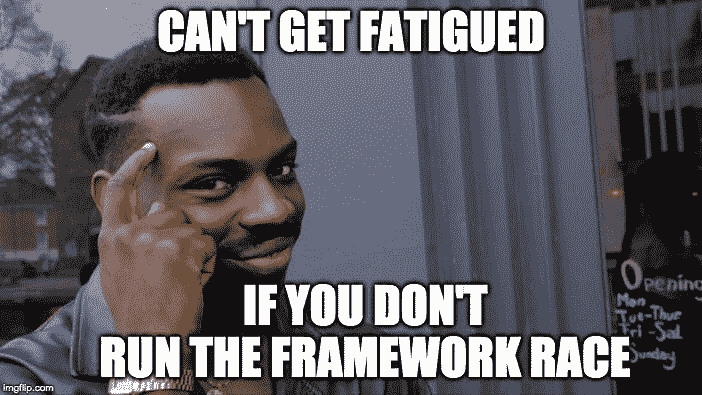 CAN'T GET FATIGUED
IF YOU DON'T
RUN THE FRAMEWORK RACE
Opening
Mon
Tue-Thur
Fri-Sat
Sunday
imgflip.com